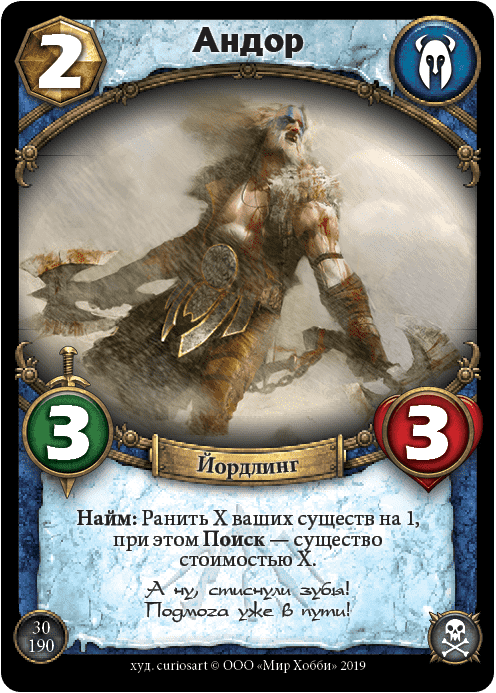 2
Андор
3
3
Йордлинг
Найм: Ранить X ваших существ на 1,
при этом Поиск — существо
стоимостью X.
А ну, стиснули зубы!
Подмога уже в пути!
30
190
худ. curiosart © ООО «Мир Хобби» 2019